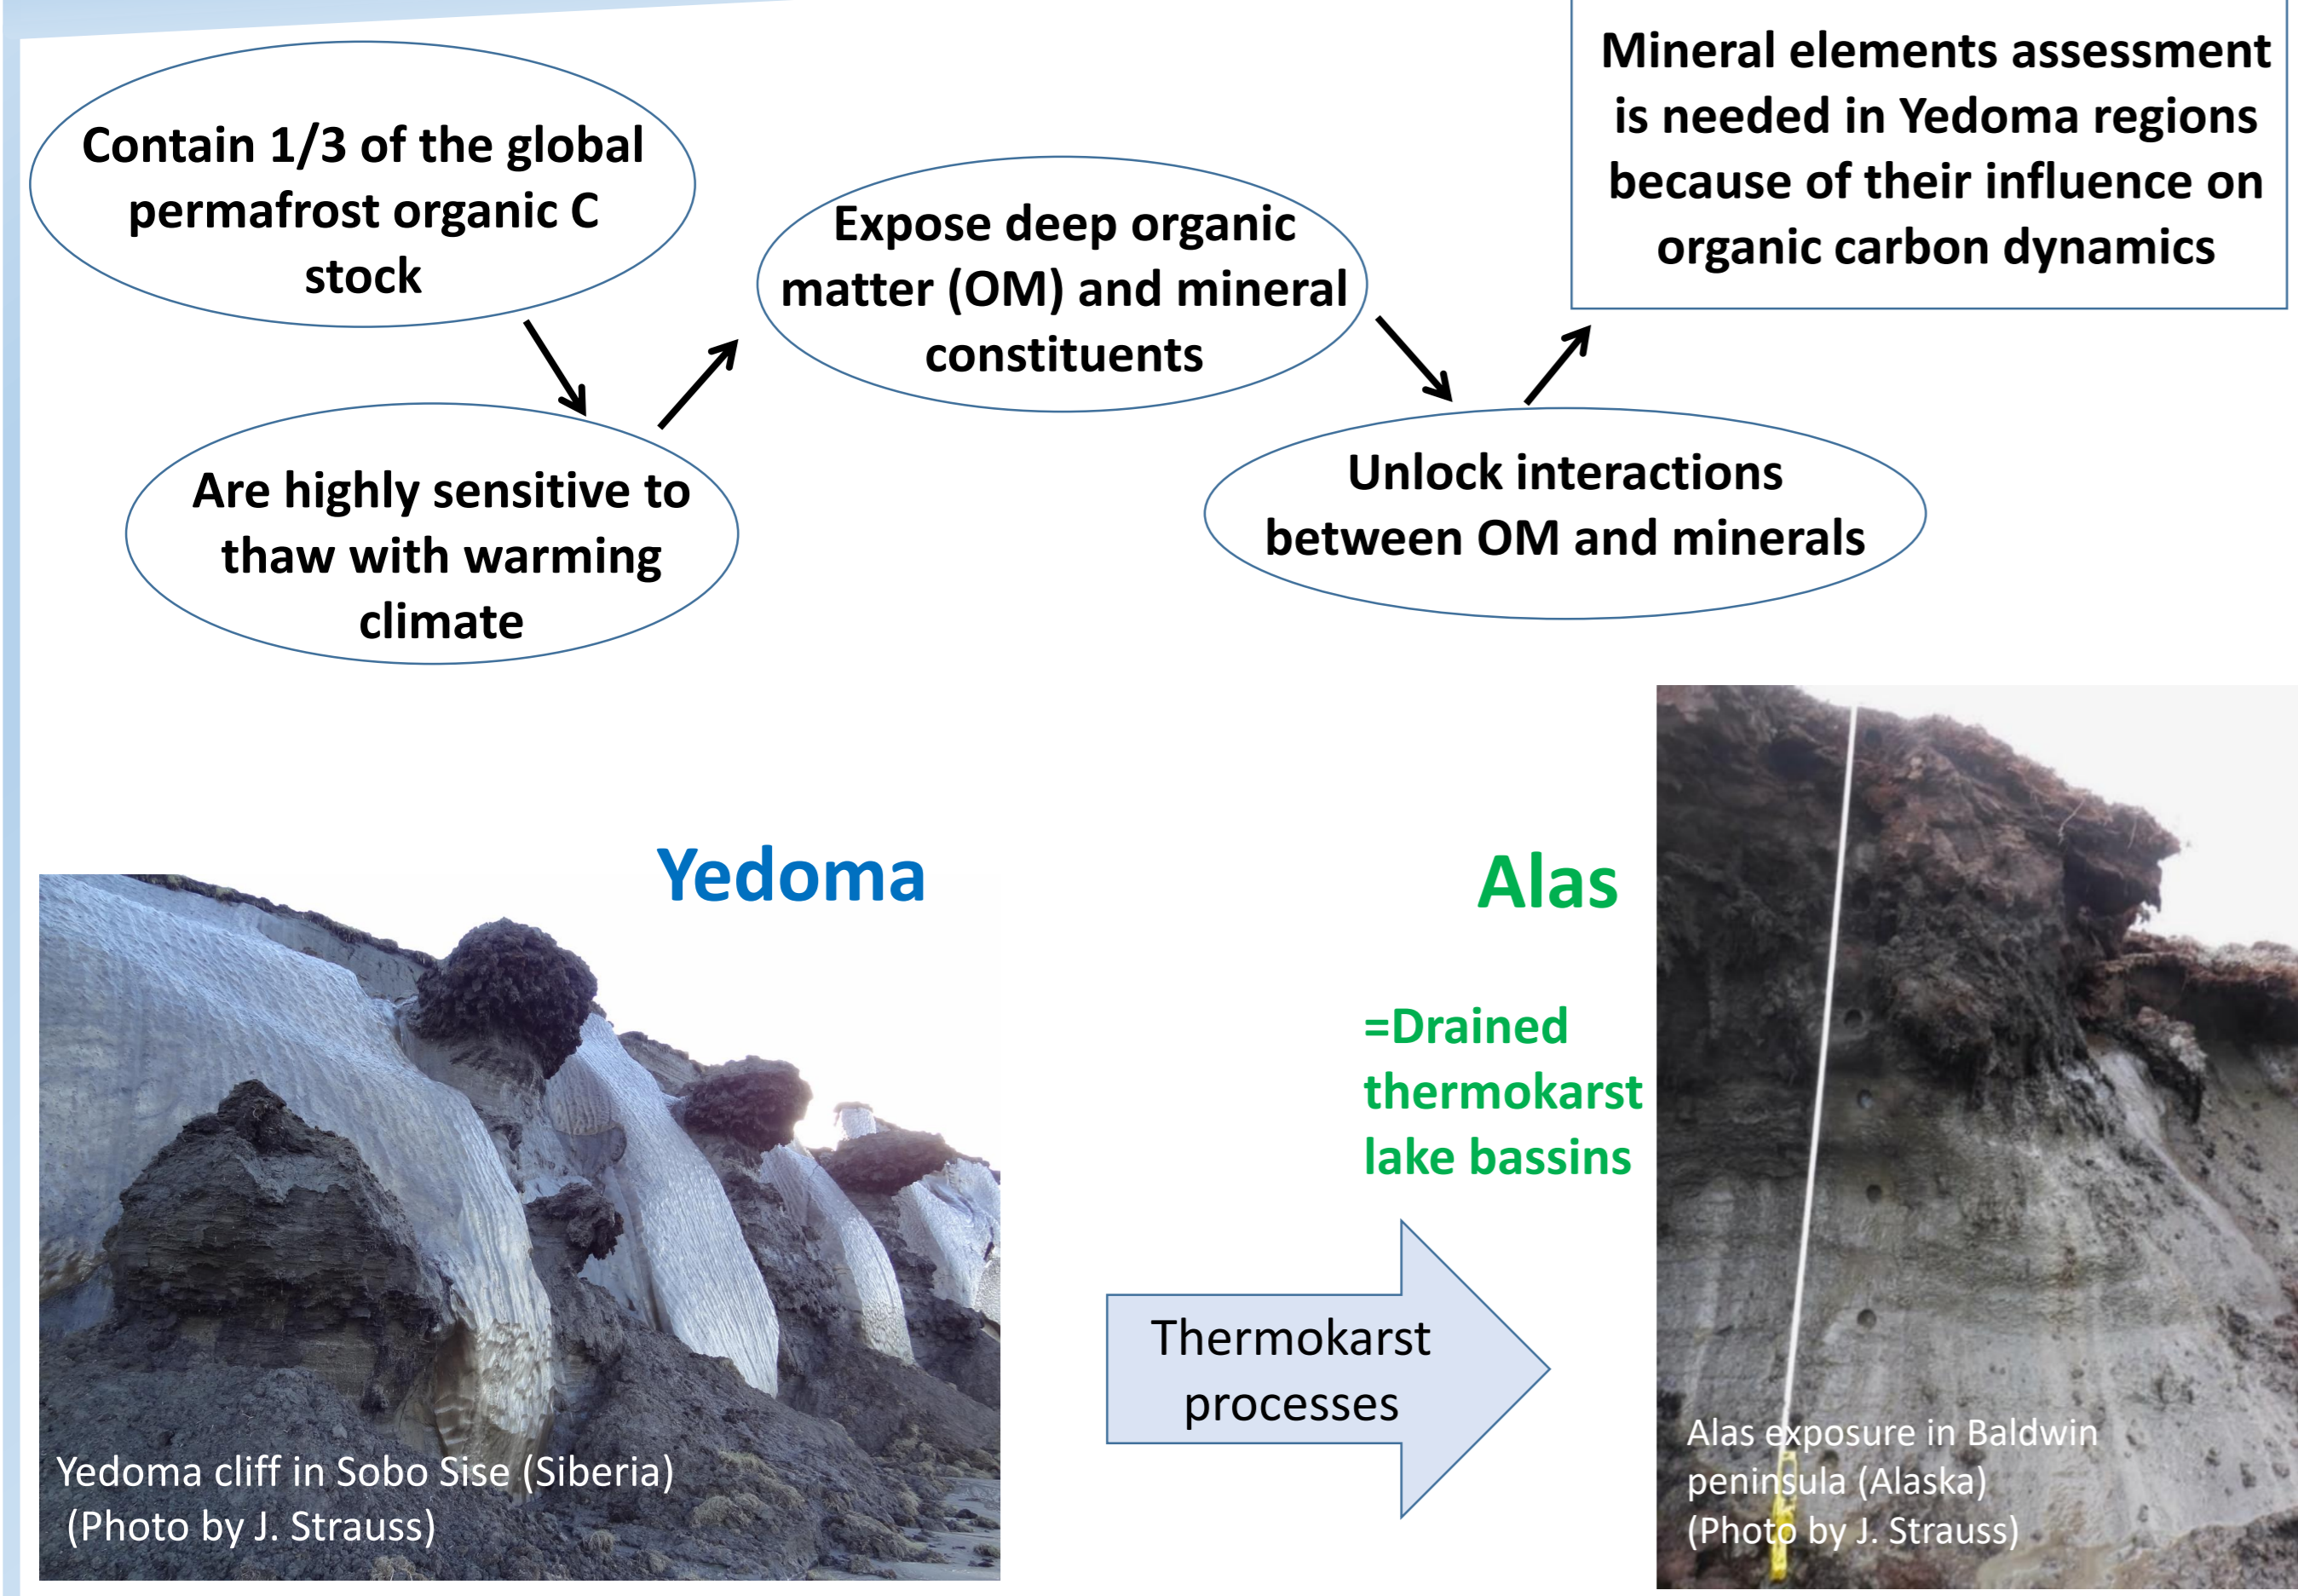 Contain 1/3 of the global
permafrost organic C
stock
Are highly sensitive to
thaw with warming
climate
Expose deep organic
matter (OM) and mineral
constituents
Unlock interactions
between OM and minerals
Mineral elements assessment
is needed in Yedoma regions
because of their influence on
organic carbon dynamics
Yedoma
Yedoma cliff in Sobo Sise (Siberia)
(Photo by J. Strauss)
Thermokarst
processes
Alas
=Drained
thermokarst
lake bassins
Alas exposure in Baldwin
peninsula (Alaska)
(Photo by J. Strauss)